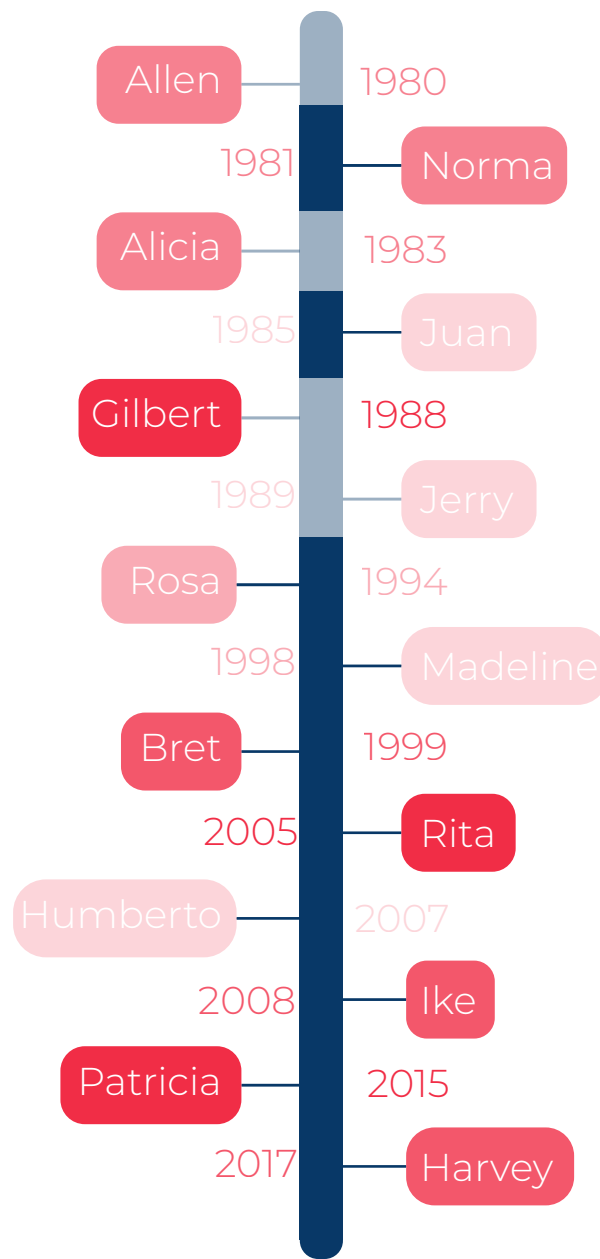 Allen
1980
1981
Norma
Alicia
1983
1985
Juan
Gilbert
1988
1989
Jerry
Rosa
1994
1998
Madeline
Bret
1999
2005
Rita
Humberto
2007
2008
Ike
Patricia
2015
2017
Harvey